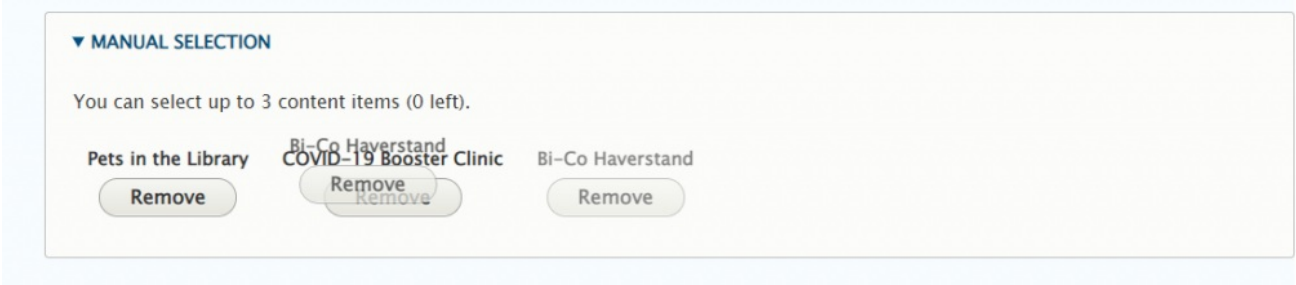 ▼ MANUAL SELECTION
You can select up to 3 content items (0 left).
Bi-Co Haverstand
Pets in the Library COVID-19 Booster Clinic Bi-Co Haverstand
Remove
Remove Remove Remove